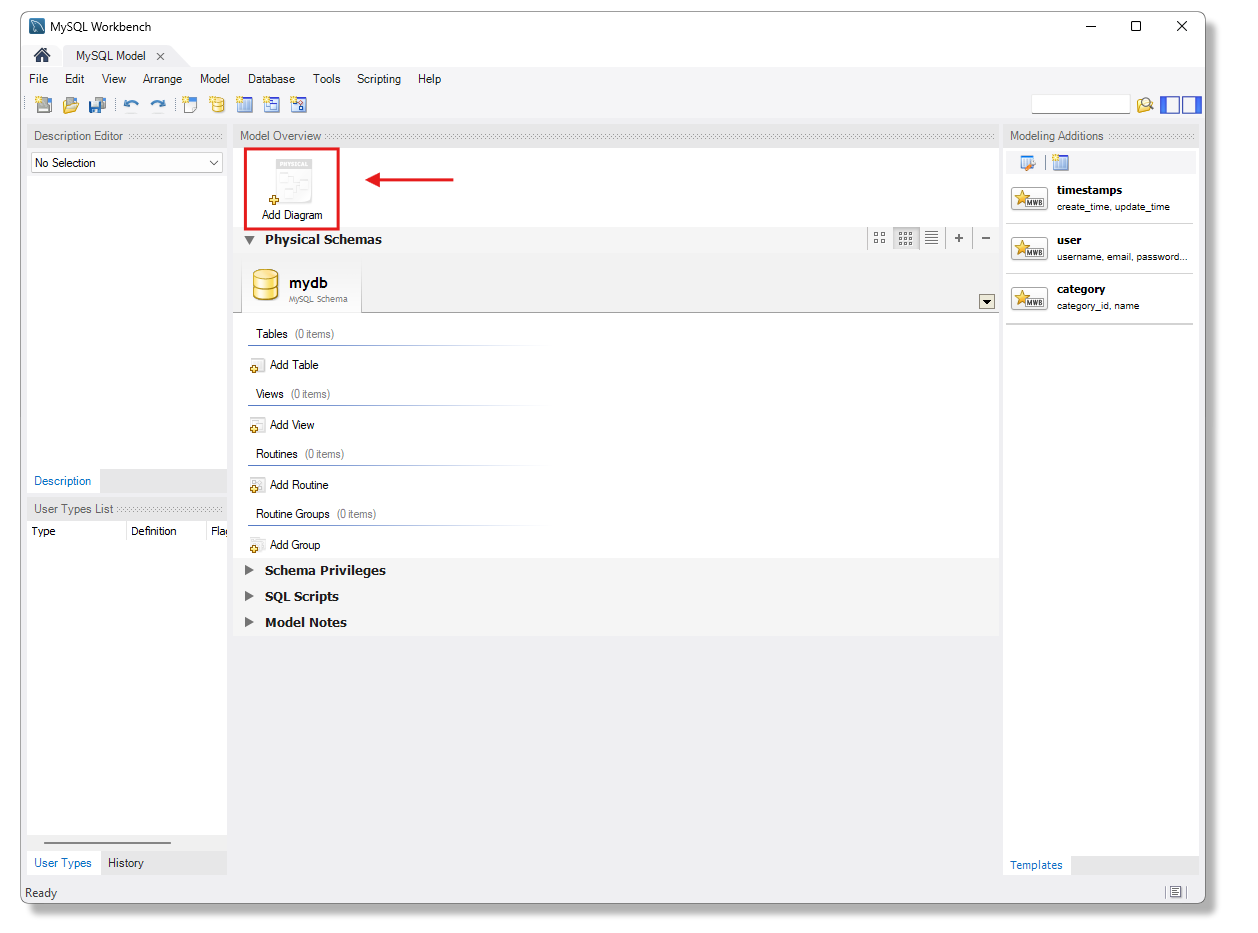 MySQL Workbench
MySQL Model
File Edit View Arrange Model Database Tools Scripting Help
Description Editor
No Selection
Description
User Types List
Type Definition Flag
User Types History
Model Overview
PHYSICAL
Add Diagram
Physical Schemas
mydb
MySQL Schema
Tables (0 items)
Add Table
Views (0 items)
Add View
Routines (0 items)
Add Routine
Routine Groups (0 items)
Add Group
Schema Privileges
SQL Scripts
Model Notes
Modeling Additions
MWB
timestamps
create_time, update_time
MWB
user
username, email, password...
MWB
category
category_id, name
Templates
Ready